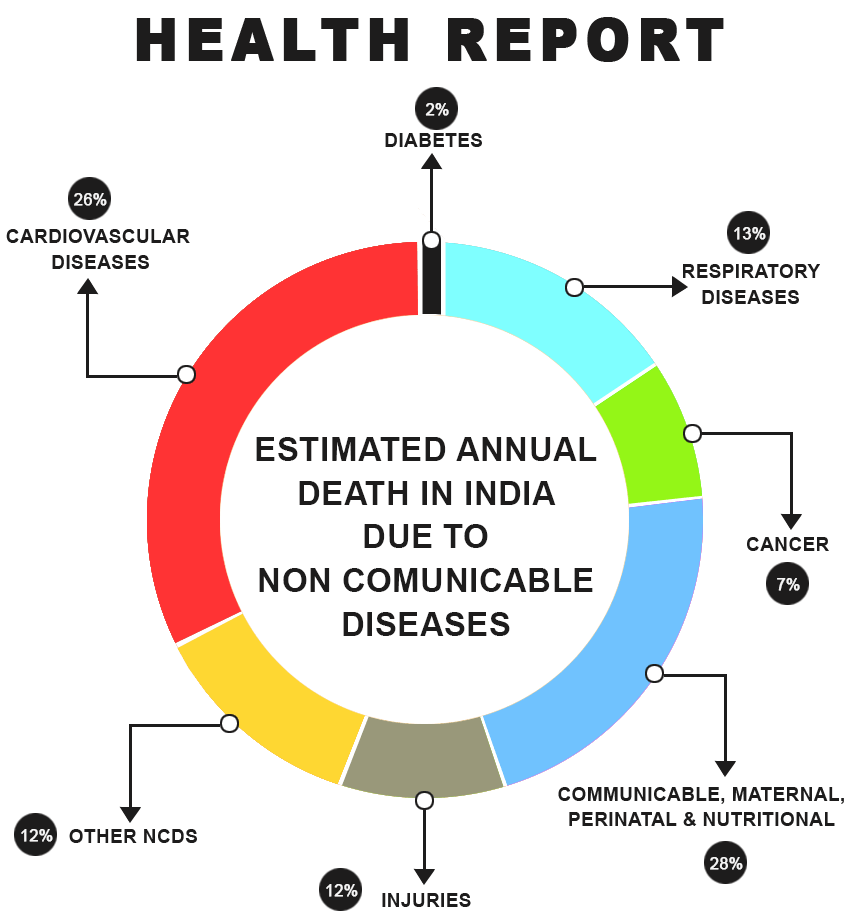 HEALTH REPORT
2%
DIABETES
26%
CARDIOVASCULAR
DISEASES
13%
RESPIRATORY
DISEASES
ESTIMATED ANNUAL
DEATH IN INDIA
DUE TO
NON COMUNICABLE
DISEASES
CANCER
7%
COMMUNICABLE, MATERNAL,
PERINATAL & NUTRITIONAL
28%
12% OTHER NCDS
12% INJURIES